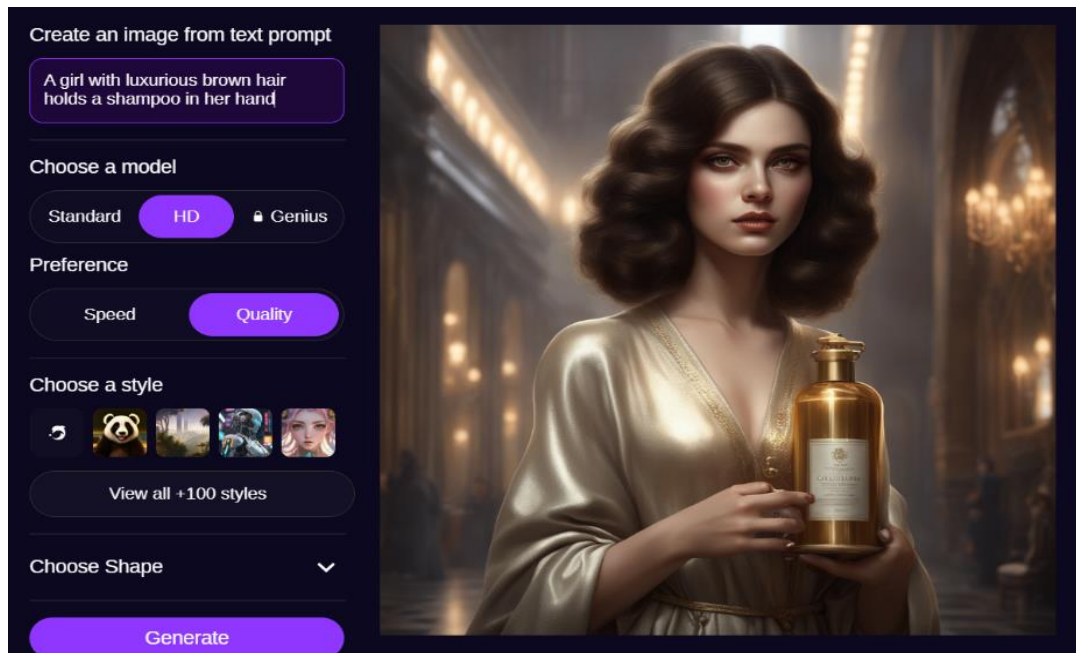 Create an image from text prompt
A girl with luxurious brown hair
holds a shampoo in her hand
Choose a model
Standard HD Genius
Preference
Speed Quality
Choose a style
View all +100 styles
Choose Shape
Generate